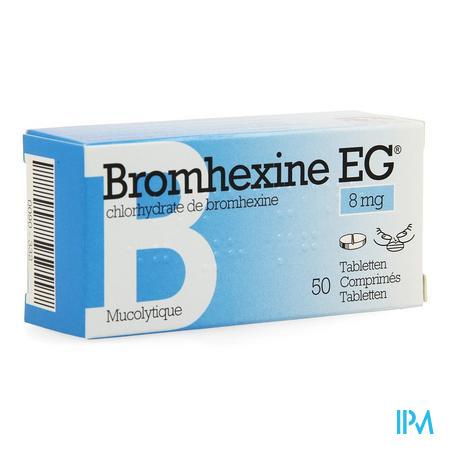 Bromhexine EG®
chlorhydrate de bromhexine
8 mg
B
50
Tabletten
Comprimés
Tabletten
Mucolytique
IPM